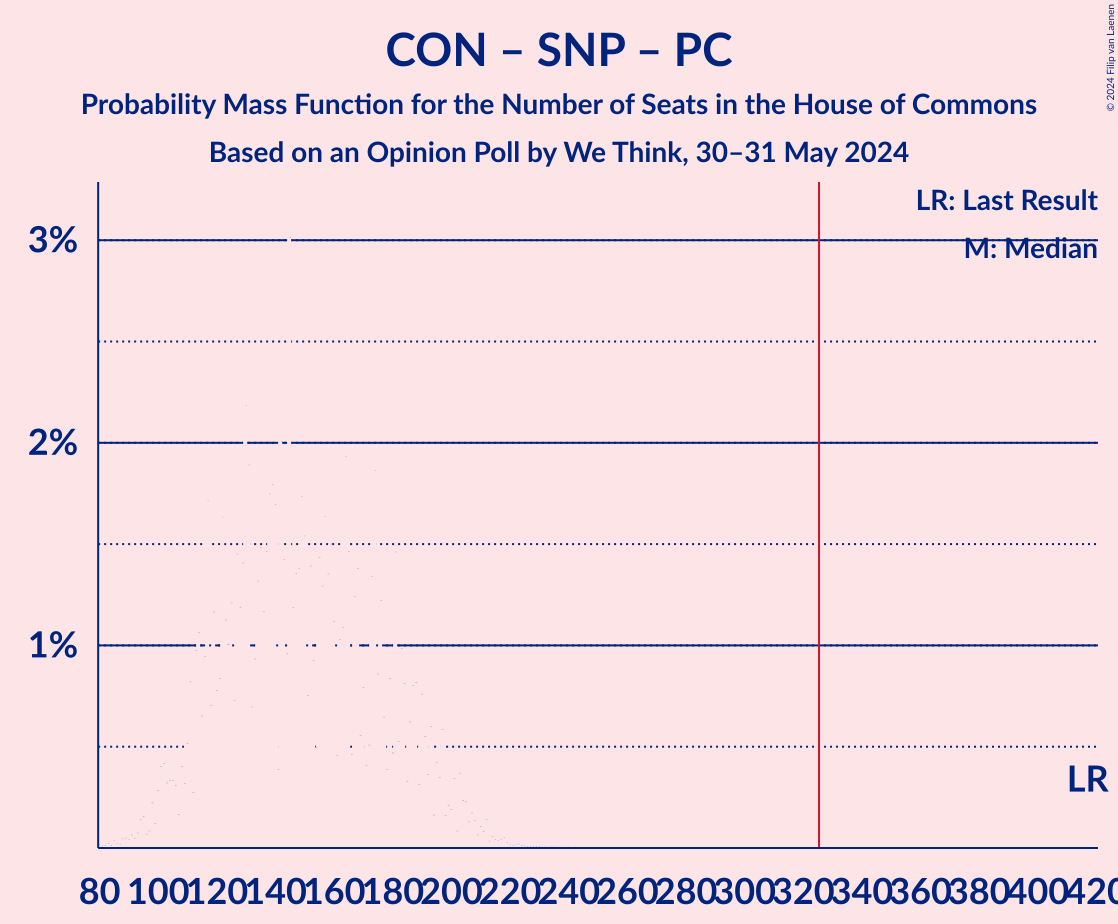 CON – SNP – PC
Probability Mass Function for the Number of Seats in the House of Commons
Based on an Opinion Poll by We Think, 30–31 May 2024
© 2024 Filip van Laenen
LR: Last Result
M: Median
3%
2%
1%
LR
80 100 120 140 160 180 200 220 240 260 280 300 320 340 360 380 400 420